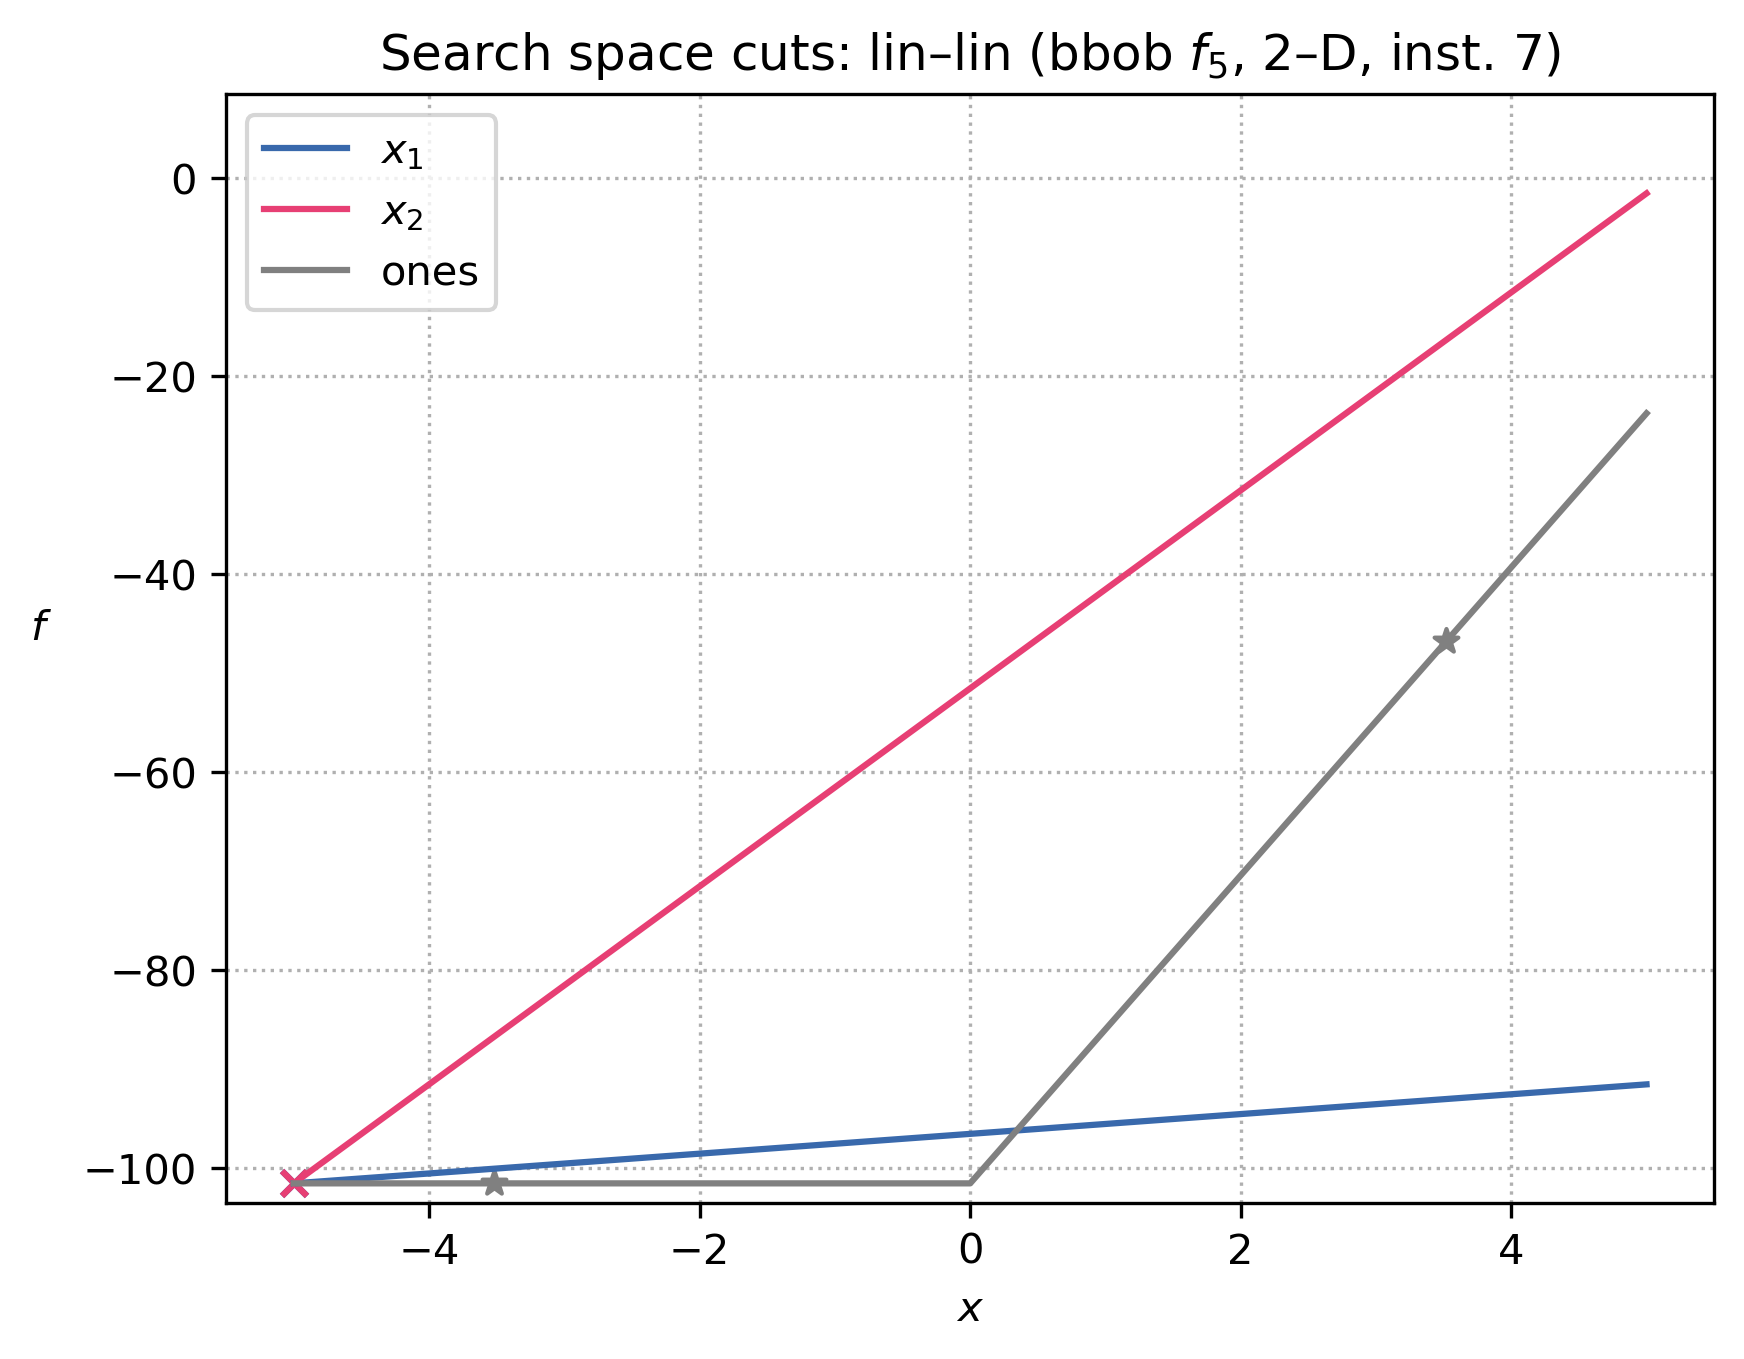 Search space cuts: lin–lin (bbob f₅, 2–D, inst. 7)
x₁
x₂
ones
0
−20
−40
−60
−80
−100
f
−4 −2 0 2 4
x